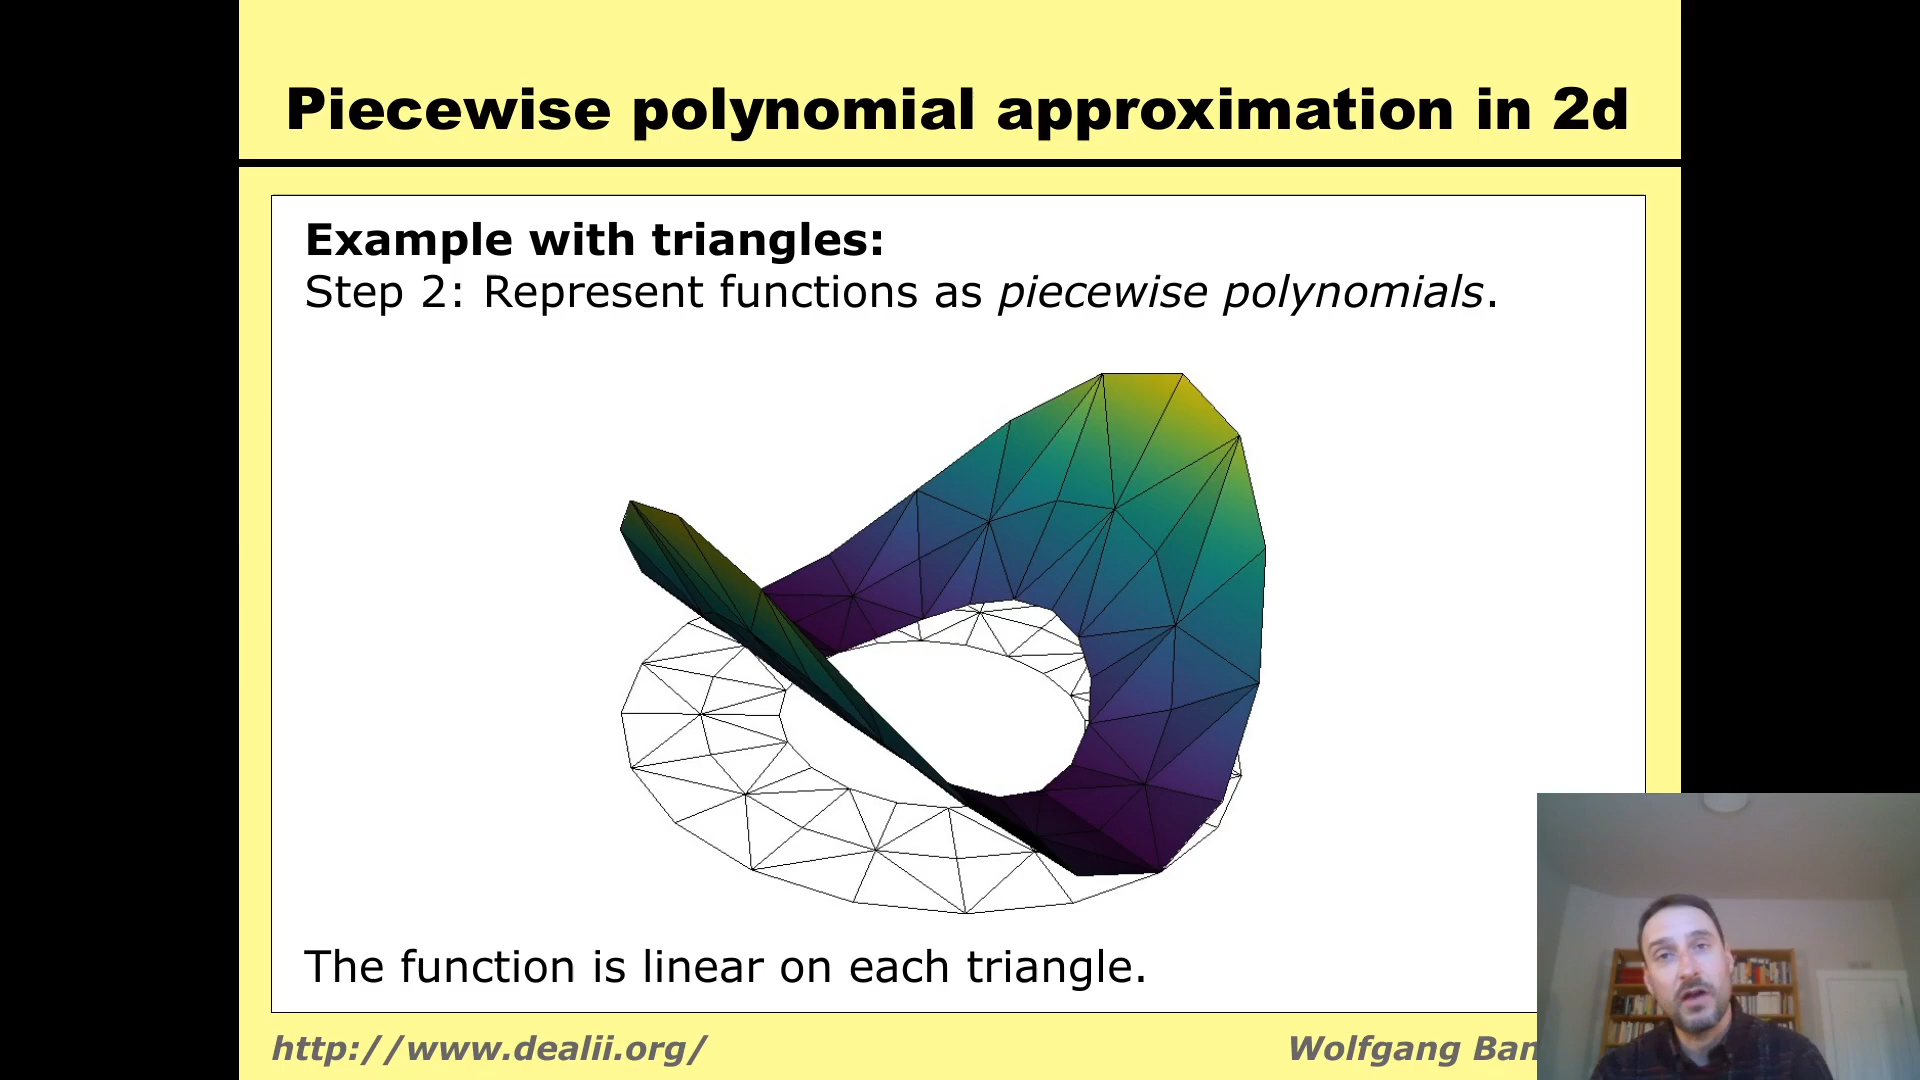 Piecewise polynomial approximation in 2d
Example with triangles:
Step 2: Represent functions as piecewise polynomials.
The function is linear on each triangle.
http://www.dealii.org/
Wolfgang